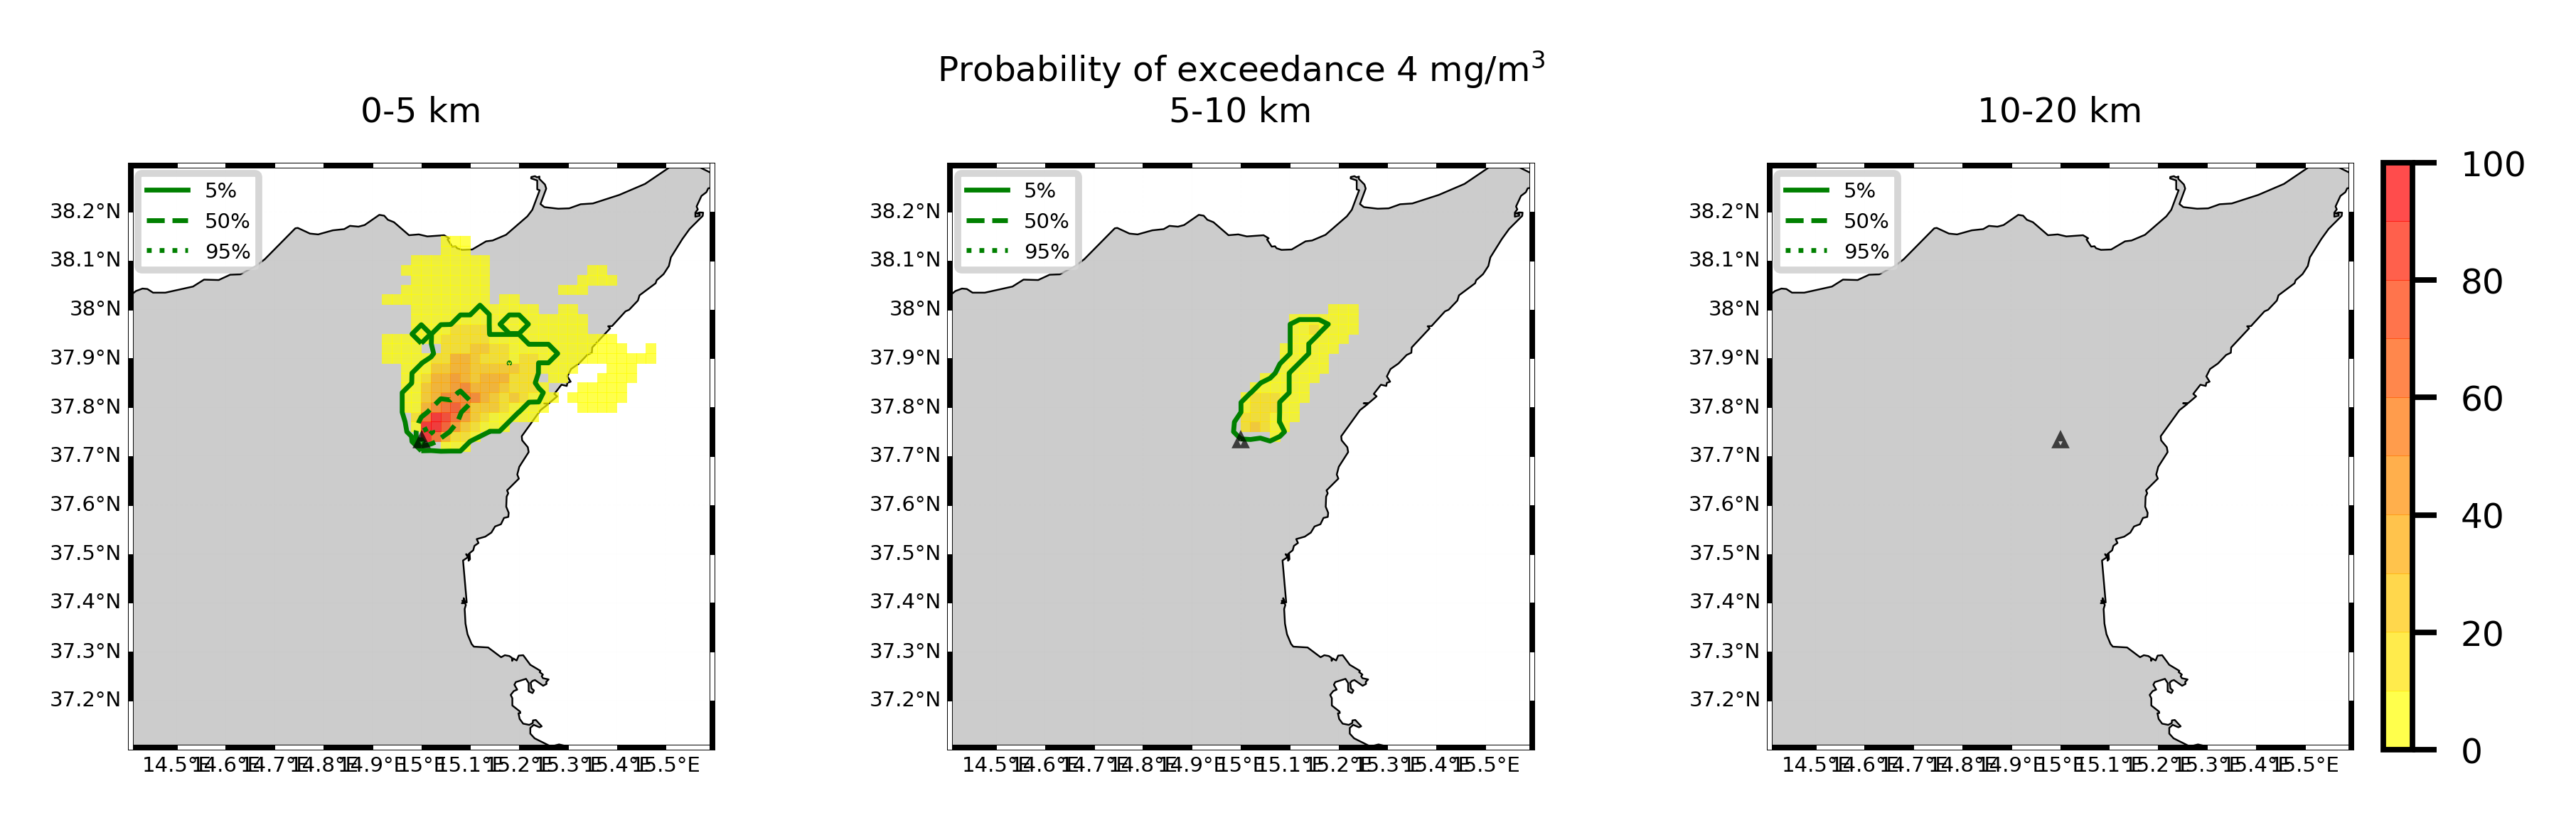 Probability of exceedance 4 mg/m³
0-5 km
5%
50%
95%
38.2°N
38.1°N
38°N
37.9°N
37.8°N
37.7°N
37.6°N
37.5°N
37.4°N
37.3°N
37.2°N
14.5°E 14.6°E 14.7°E 14.8°E 14.9°E 15°E 15.1°E 15.2°E 15.3°E 15.4°E 15.5°E
5-10 km
5%
50%
95%
38.2°N
38.1°N
38°N
37.9°N
37.8°N
37.7°N
37.6°N
37.5°N
37.4°N
37.3°N
37.2°N
14.5°E 14.6°E 14.7°E 14.8°E 14.9°E 15°E 15.1°E 15.2°E 15.3°E 15.4°E 15.5°E
10-20 km
5%
50%
95%
38.2°N
38.1°N
38°N
37.9°N
37.8°N
37.7°N
37.6°N
37.5°N
37.4°N
37.3°N
37.2°N
14.5°E 14.6°E 14.7°E 14.8°E 14.9°E 15°E 15.1°E 15.2°E 15.3°E 15.4°E 15.5°E
100
80
60
40
20
0